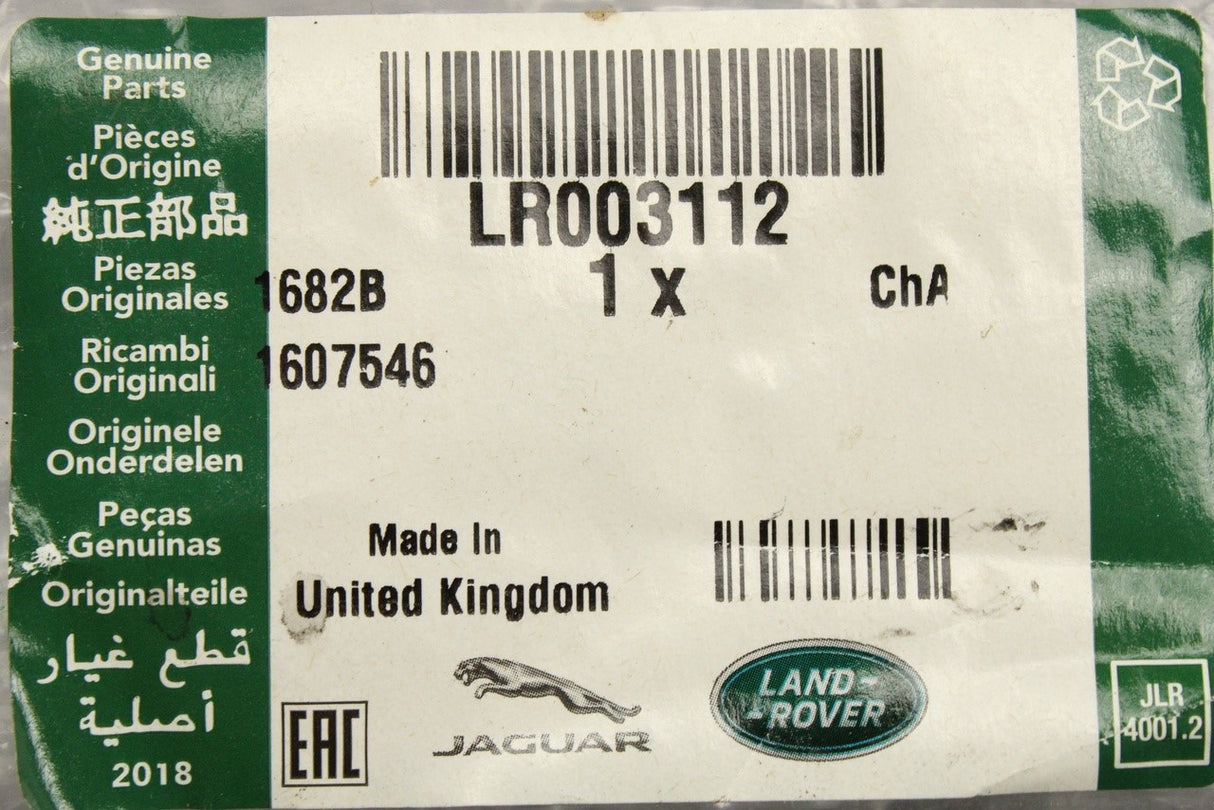 Genuine
Parts
Pièces
d'Origine
純正部品
Piezas
Originales
Ricambi
Originali
Originele
Onderdelen
Peças
Genuinas
Originalteile
قطع غيار
أصلية
2018
LR003112
1682B
1 x
ChA
1607546
Made In
United Kingdom
EAC
JAGUAR
LAND-
-ROVER
JLR
4001.2